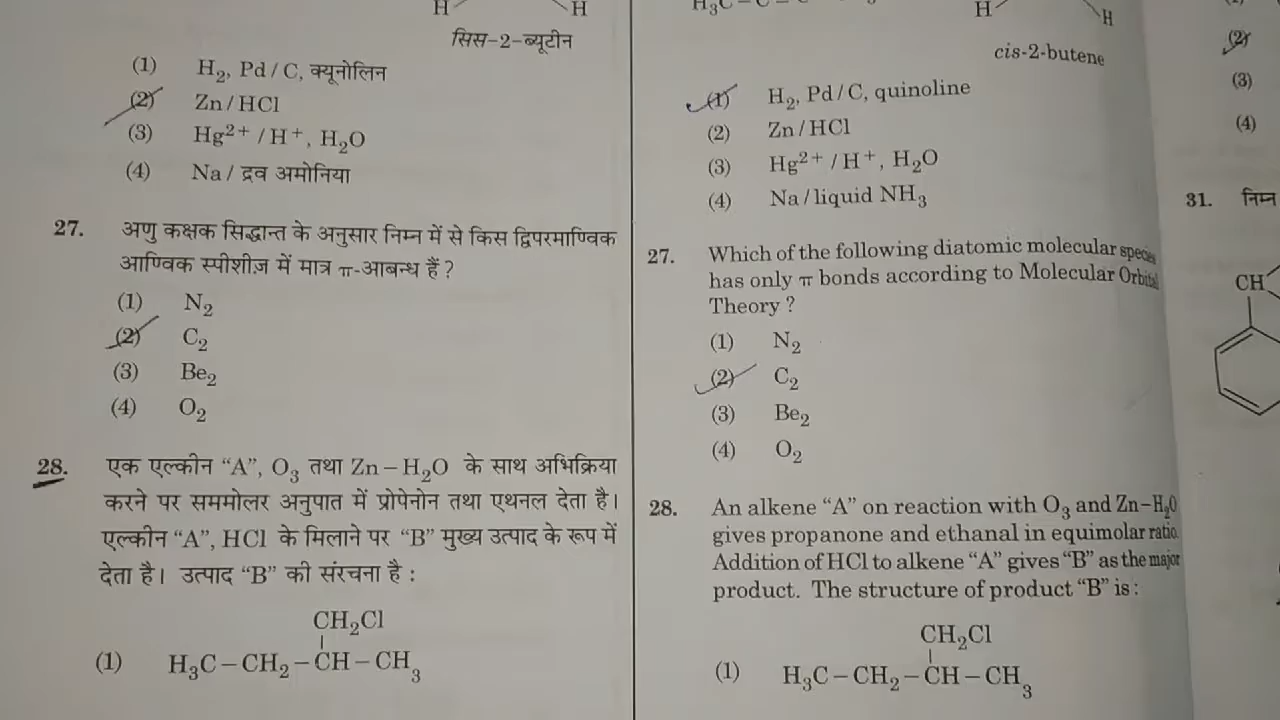 H H
सिस-2-ब्यूटीन
(1) H₂, Pd/C, क्यूनोलिन
(2) Zn/HCl
(3) Hg²⁺/H⁺, H₂O
(4) Na/द्रव अमोनिया
27. अणु कक्षक सिद्धान्त के अनुसार निम्न में से किस द्विपरमाण्विक
आण्विक स्पीशीज़ में मात्र π-आबन्ध हैं?
(1) N₂
(2) C₂
(3) Be₂
(4) O₂
28. एक एल्कीन “A”, O₃ तथा Zn–H₂O के साथ अभिक्रिया
करने पर सममोलर अनुपात में प्रोपेनोन तथा एथनल देता है।
एल्कीन “A”, HCl के मिलाने पर “B” मुख्य उत्पाद के रूप में
देता है। उत्पाद “B” की संरचना है:
CH₂Cl
(1) H₃C–CH₂–CH–CH₃
H H
cis-2-butene
(1) H₂, Pd/C, quinoline
(2) Zn/HCl
(3) Hg²⁺/H⁺, H₂O
(4) Na/liquid NH₃
27. Which of the following diatomic molecular species
has only π bonds according to Molecular Orbital
Theory?
(1) N₂
(2) C₂
(3) Be₂
(4) O₂
28. An alkene “A” on reaction with O₃ and Zn–H₂O
gives propanone and ethanal in equimolar ratio.
Addition of HCl to alkene “A” gives “B” as the major
product. The structure of product “B” is:
CH₂Cl
(1) H₃C–CH₂–CH–CH₃
(2)
(3)
(4)
31. निम्न
CH